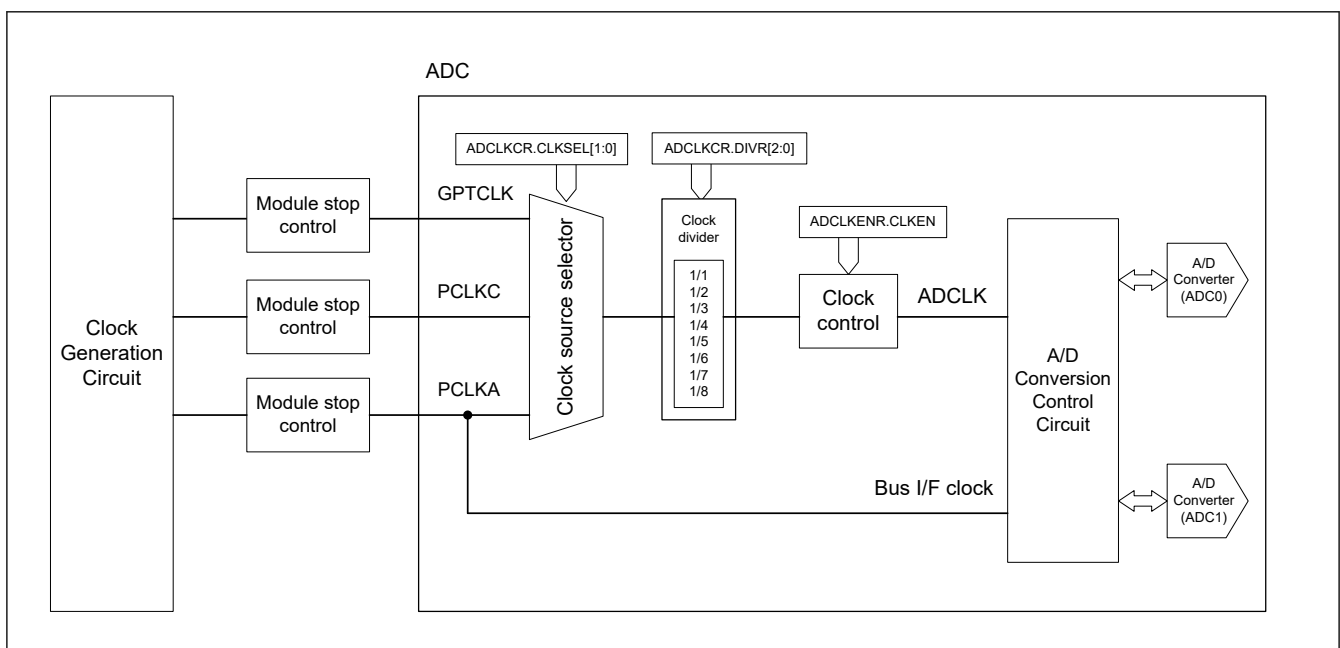 ADC
ADCLKCR.CLKSEL[1:0]
ADCLKCR.DIVR[2:0]
GPTCLK
Module stop
control
Clock
divider
ADCLKENR.CLKEN
A/D
Converter
(ADC0)
PCLKC
Module stop
control
Clock source selector
1/1
1/2
1/3
1/4
1/5
1/6
1/7
1/8
Clock
control
ADCLK
Clock
Generation
Circuit
A/D
Conversion
Control
Circuit
PCLKA
Module stop
control
Bus I/F clock
A/D
Converter
(ADC1)